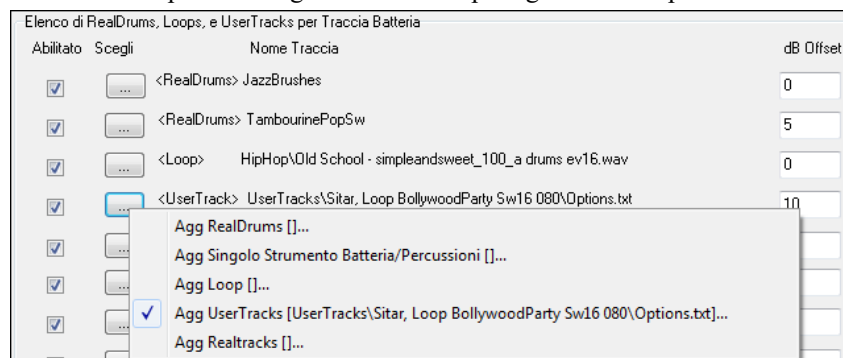 Elenco di RealDrums, Loops, e UserTracks per Traccia Batteria
Abilitato Scegli Nome Traccia dB Offset
... <RealDrums> JazzBrushes 0
... <RealDrums> TambourinePopSw 5
... <Loop> HipHop\Old School - simpleandsweet_100_a drums ev16.wav 0
... <UserTrack> UserTracks\Sitar, Loop BollywoodParty Sw16 080\Options.txt 10
Agg RealDrums []...
Agg Singolo Strumento Batteria/Percussioni []...
Agg Loop []...
Agg UserTracks [UserTracks\Sitar, Loop BollywoodParty Sw16 080\Options.txt]...
Agg Realtracks []...